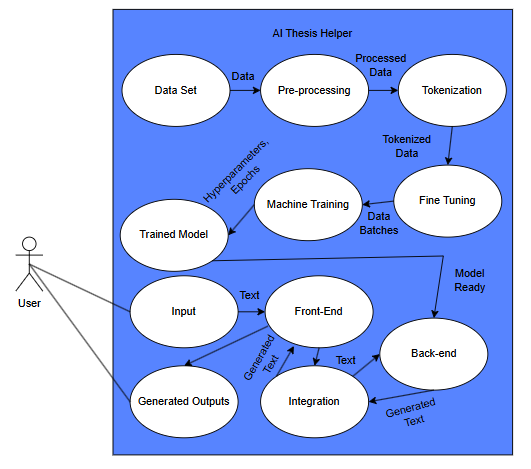 AI Thesis Helper
Data Set
Data
Pre-processing
Processed
Data
Tokenization
Tokenized
Data
Fine Tuning
Data
Batches
Machine Training
Hyperparameters,
Epochs
Trained Model
Model
Ready
User
Input
Text
Front-End
Generated
Text
Text
Back-end
Generated Outputs
Integration
Generated
Text